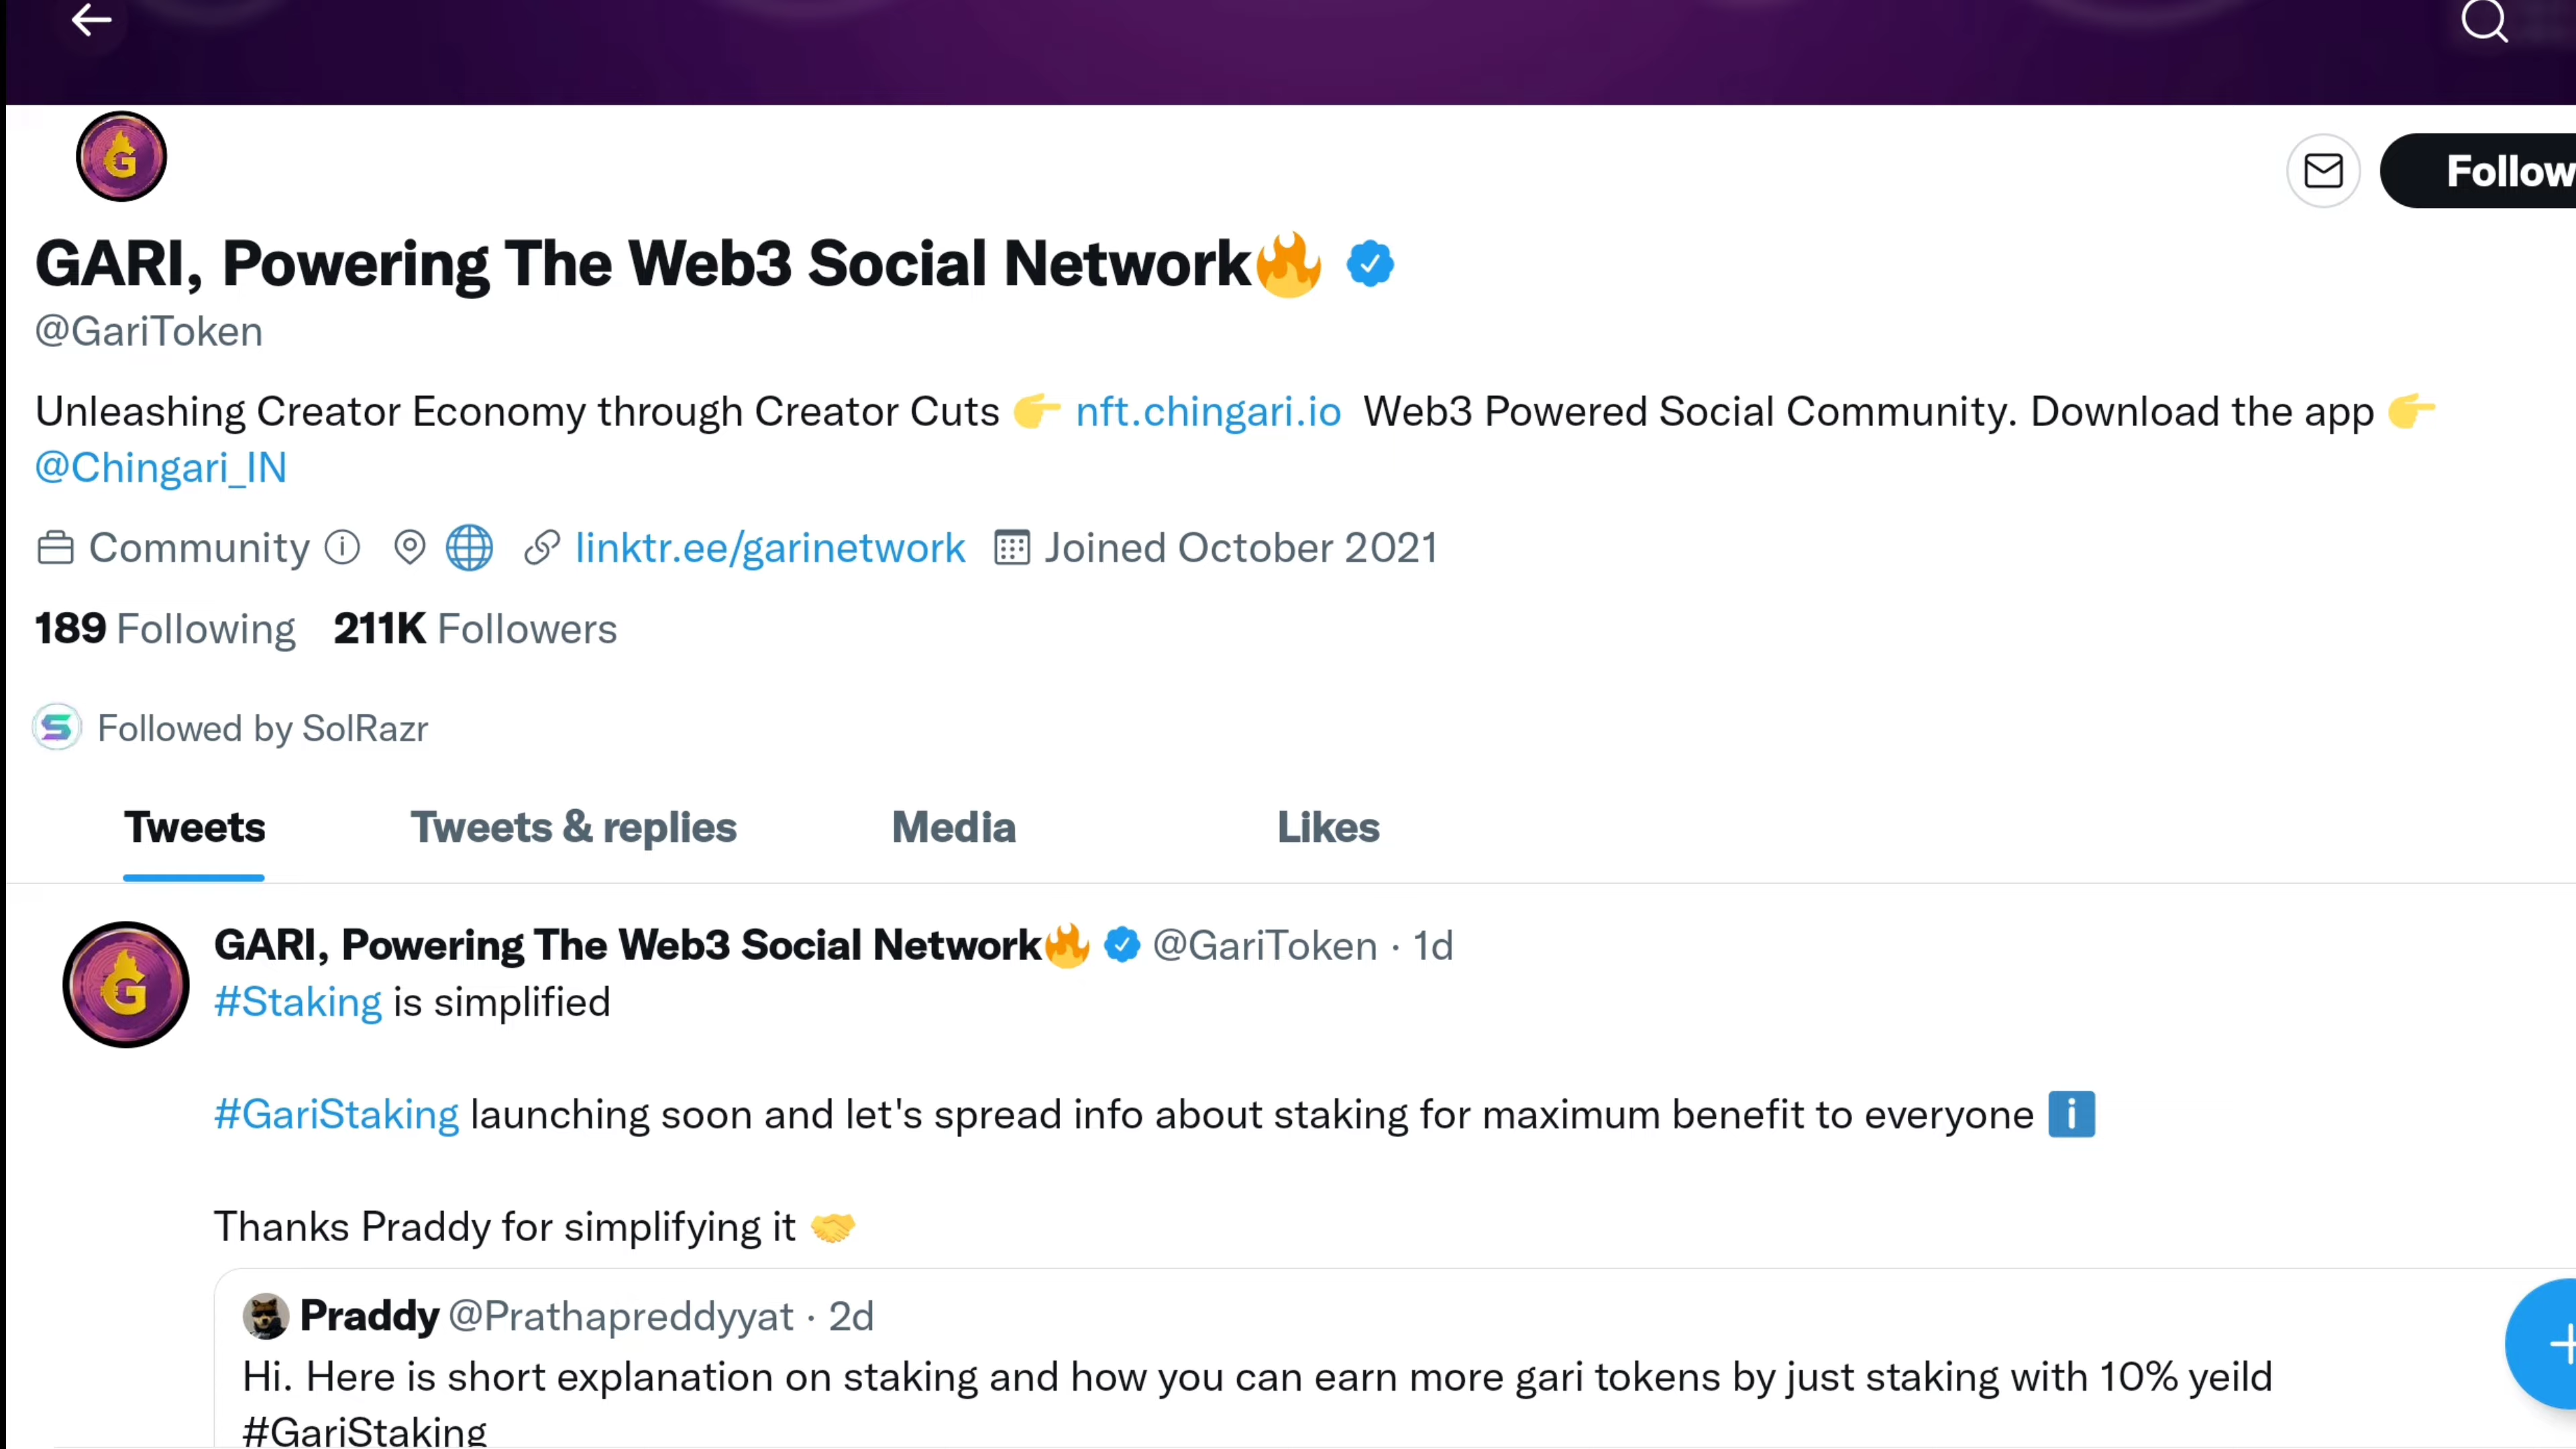 Follow
GARI, Powering The Web3 Social Network🔥
@GariToken
Unleashing Creator Economy through Creator Cuts 👉 nft.chingari.io Web3 Powered Social Community. Download the app 👉
@Chingari_IN
Community 🌐 linktr.ee/garinetwork Joined October 2021
189 Following 211K Followers
Followed by SolRazr
Tweets Tweets & replies Media Likes
GARI, Powering The Web3 Social Network🔥 @GariToken · 1d
#Staking is simplified
#GariStaking launching soon and let's spread info about staking for maximum benefit to everyone ℹ️
Thanks Praddy for simplifying it 🤝
Praddy @Prathapreddyyat · 2d
Hi. Here is short explanation on staking and how you can earn more gari tokens by just staking with 10% yeild
#GariStaking